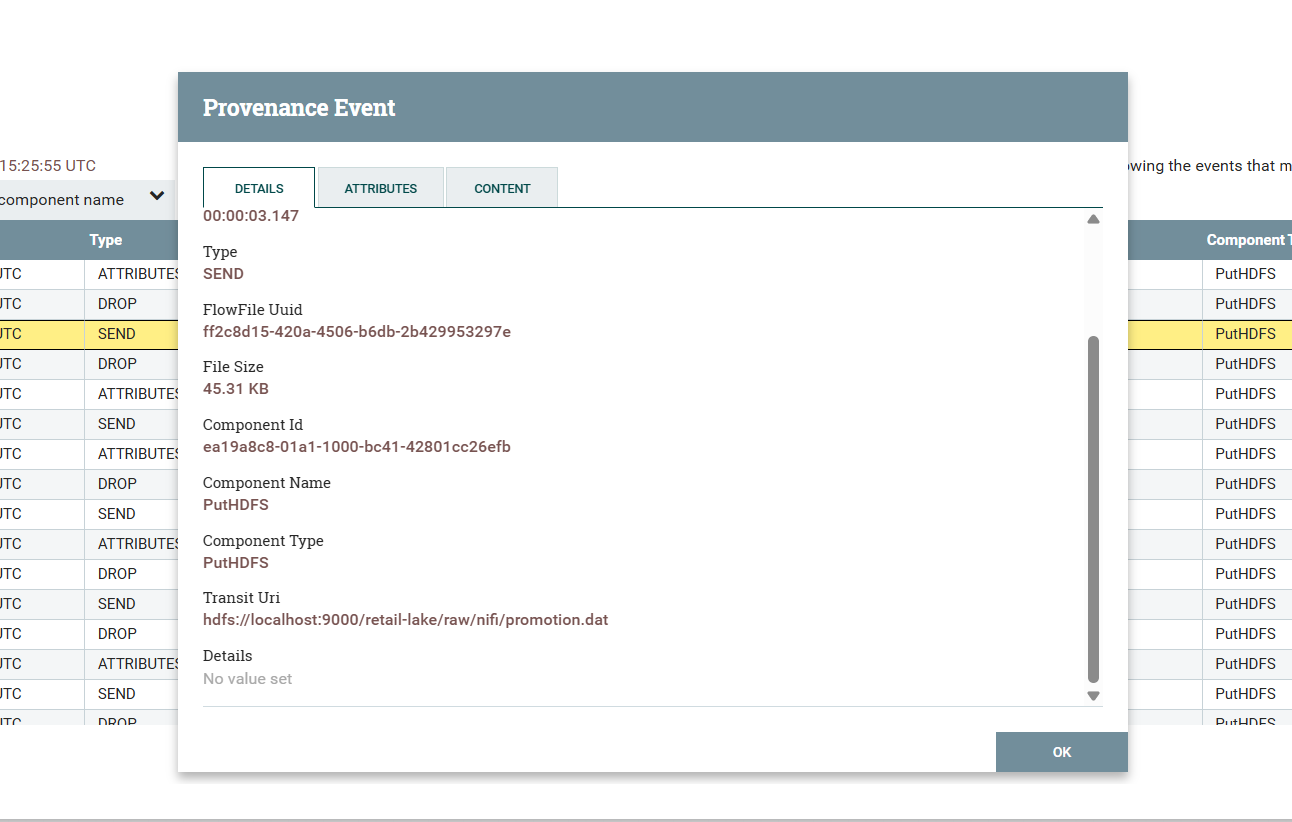 Provenance Event
15:25:55 UTC
owing the events that m
component name
DETAILS ATTRIBUTES CONTENT
00:00:03.147
Type
SEND
FlowFile Uuid
ff2c8d15-420a-4506-b6db-2b429953297e
File Size
45.31 KB
Component Id
ea19a8c8-01a1-1000-bc41-42801cc26efb
Component Name
PutHDFS
Component Type
PutHDFS
Transit Uri
hdfs://localhost:9000/retail-lake/raw/nifi/promotion.dat
Details
No value set
OK
Type Component T
UTC ATTRIBUTES PutHDFS
UTC DROP PutHDFS
UTC SEND PutHDFS
UTC DROP PutHDFS
UTC ATTRIBUTES PutHDFS
UTC SEND PutHDFS
UTC ATTRIBUTES PutHDFS
UTC DROP PutHDFS
UTC SEND PutHDFS
UTC ATTRIBUTES PutHDFS
UTC DROP PutHDFS
UTC SEND PutHDFS
UTC DROP PutHDFS
UTC ATTRIBUTES PutHDFS
UTC SEND PutHDFS
UTC DROP PutHDFS